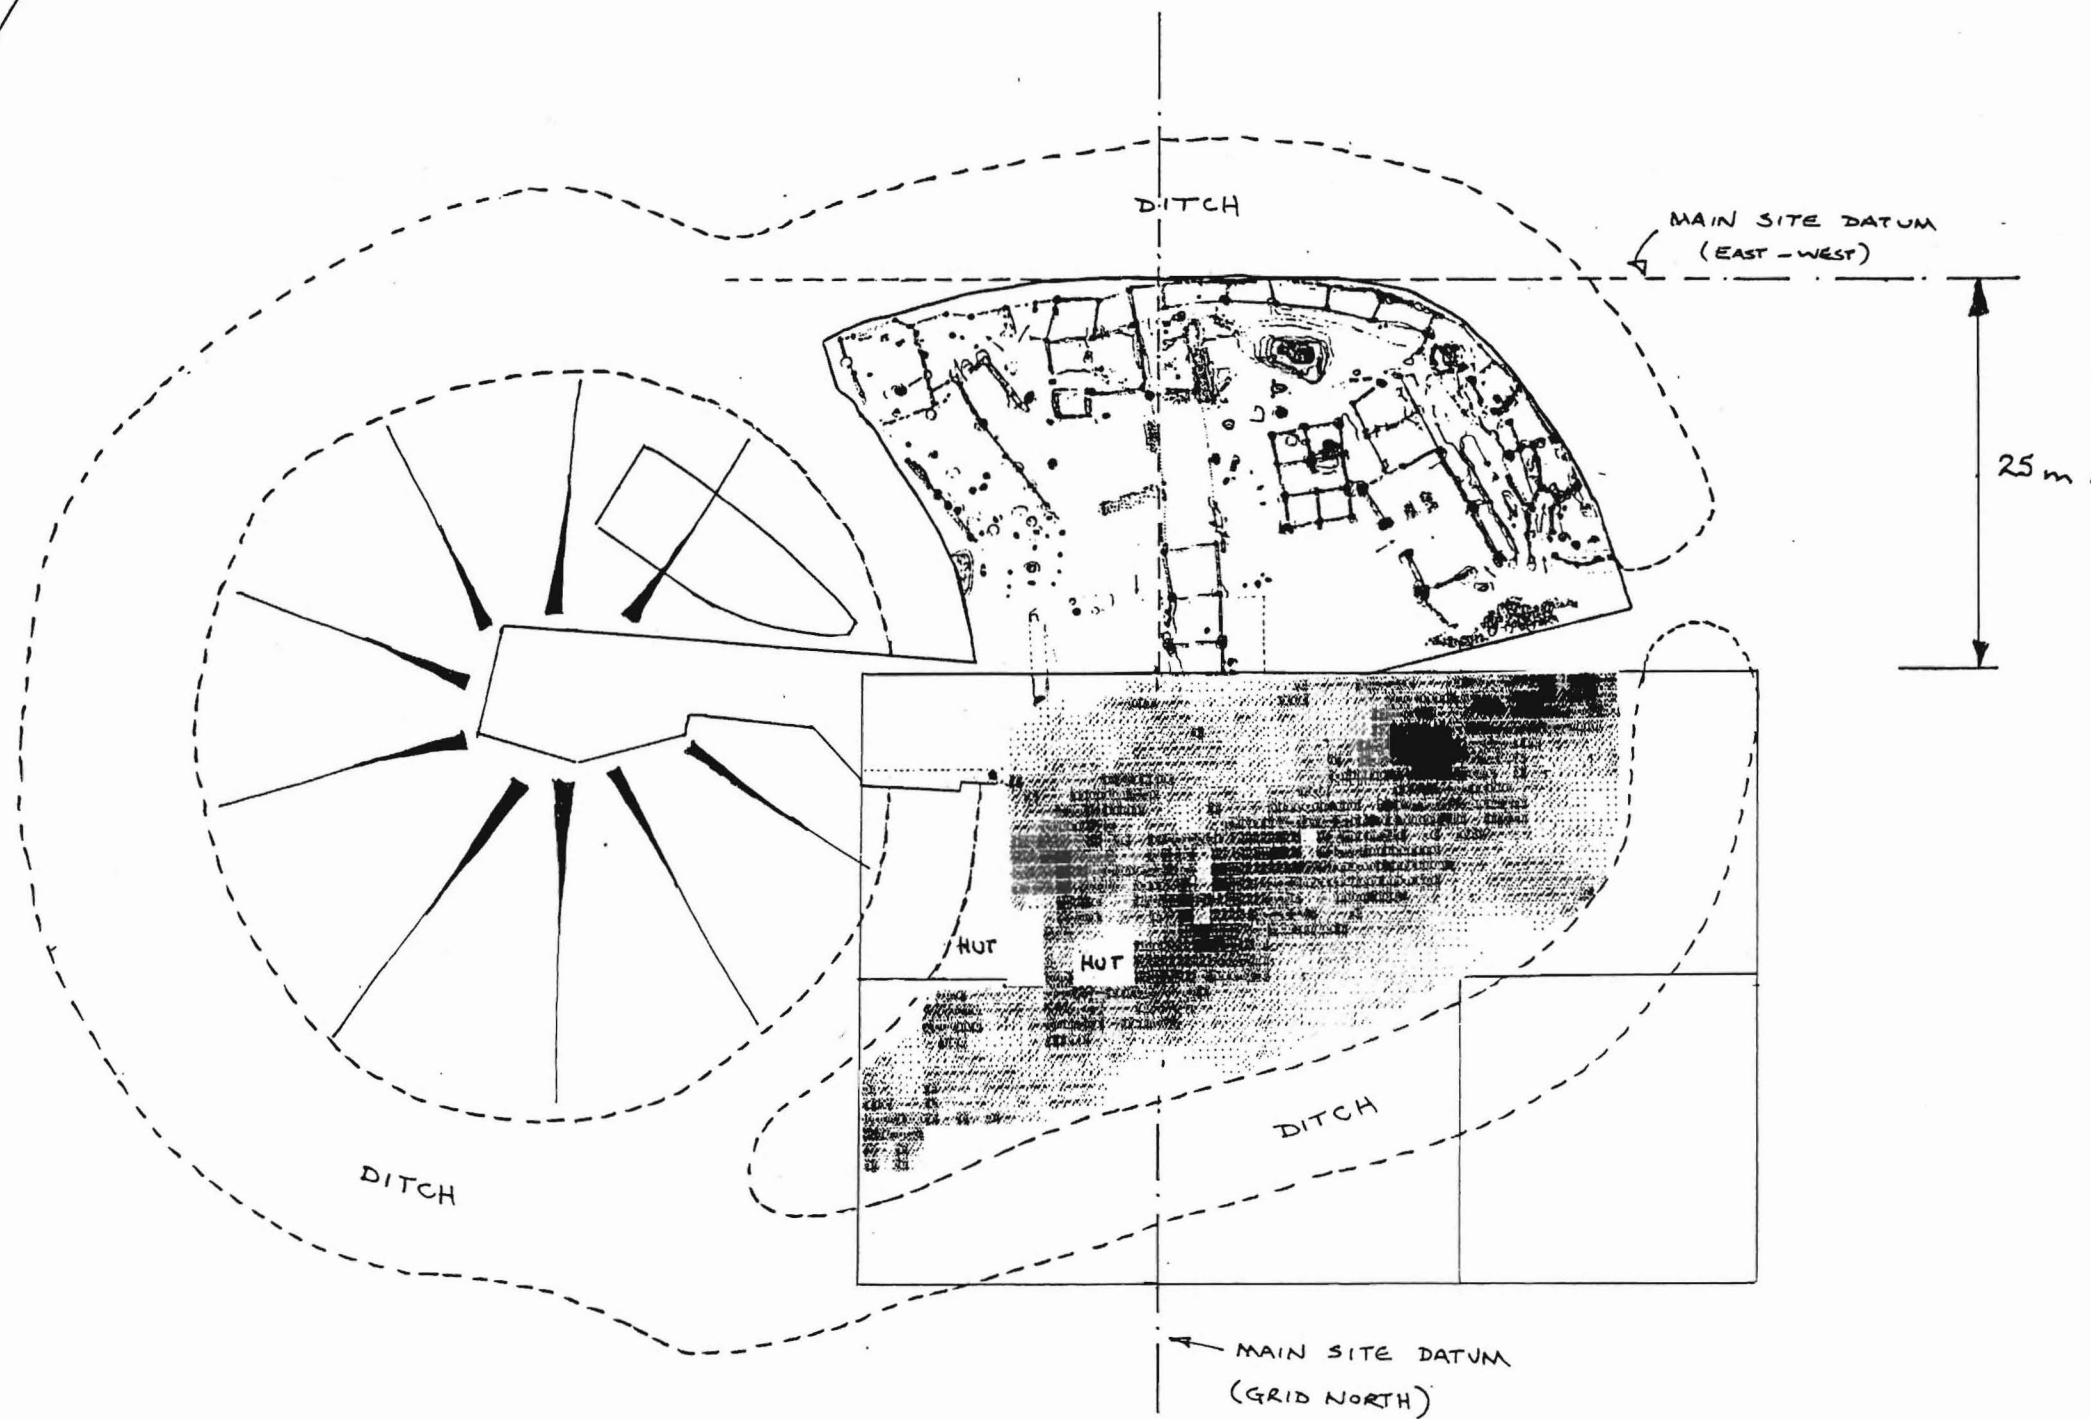 DITCH
MAIN SITE DATUM
(EAST - WEST)
25 m.
HUT
HUT
DITCH
DITCH
MAIN SITE DATUM
(GRID NORTH)